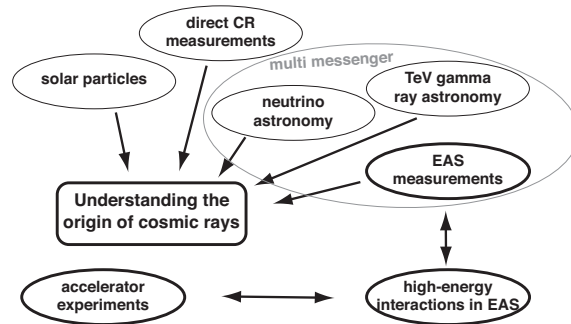 direct CR
measurements
multi messenger
solar particles
TeV gamma
ray astronomy
neutrino
astronomy
EAS
measurements
Understanding the
origin of cosmic rays
accelerator
experiments
high-energy
interactions in EAS